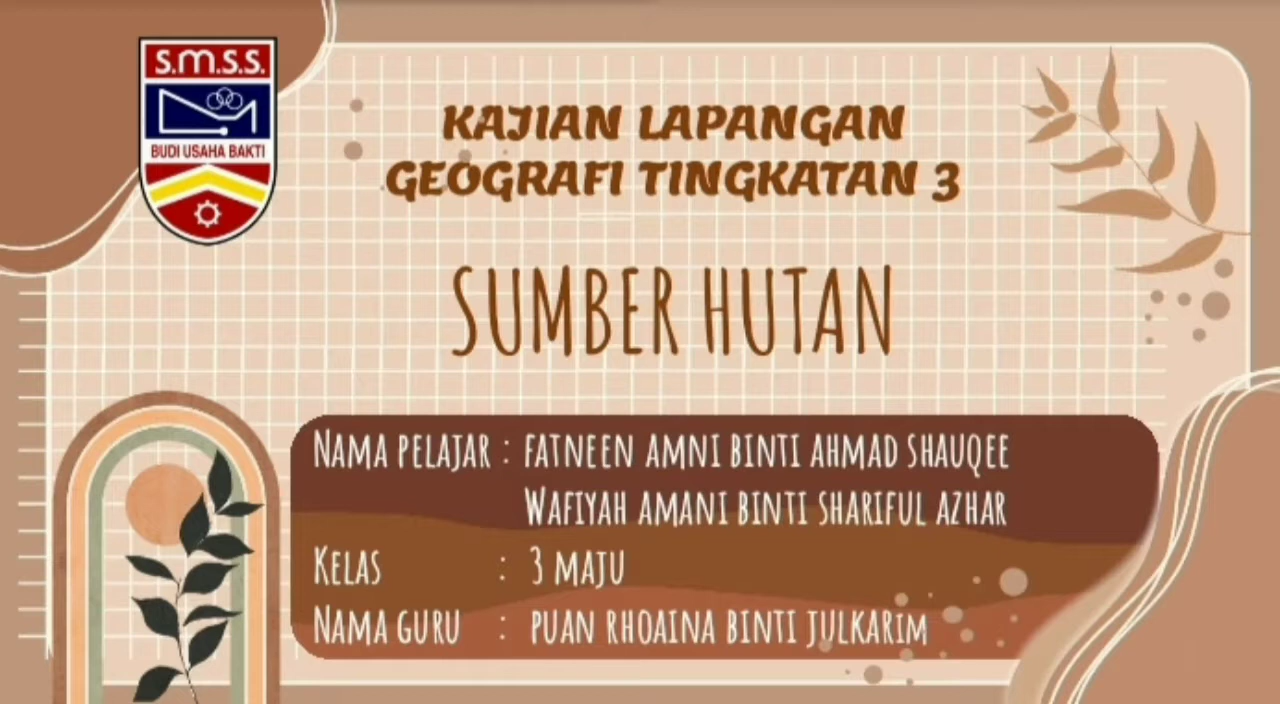 S.M.S.S.
BUDI USAHA BAKTI
KAJIAN LAPANGAN
GEOGRAFI TINGKATAN 3
SUMBER HUTAN
NAMA PELAJAR : FATNEEN AMNI BINTI AHMAD SHAUQEE
WAFIYAH AMANI BINTI SHARIFUL AZHAR
KELAS : 3 MAJU
NAMA GURU : PUAN RHOAINA BINTI JULKARIM